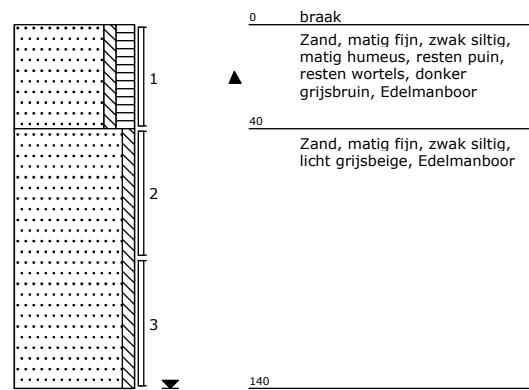 0 braak
Zand, matig fijn, zwak siltig,
matig humeus, resten puin,
resten wortels, donker
grijsbruin, Edelmanboor
1
40
Zand, matig fijn, zwak siltig,
licht grijsbeige, Edelmanboor
2
3
140